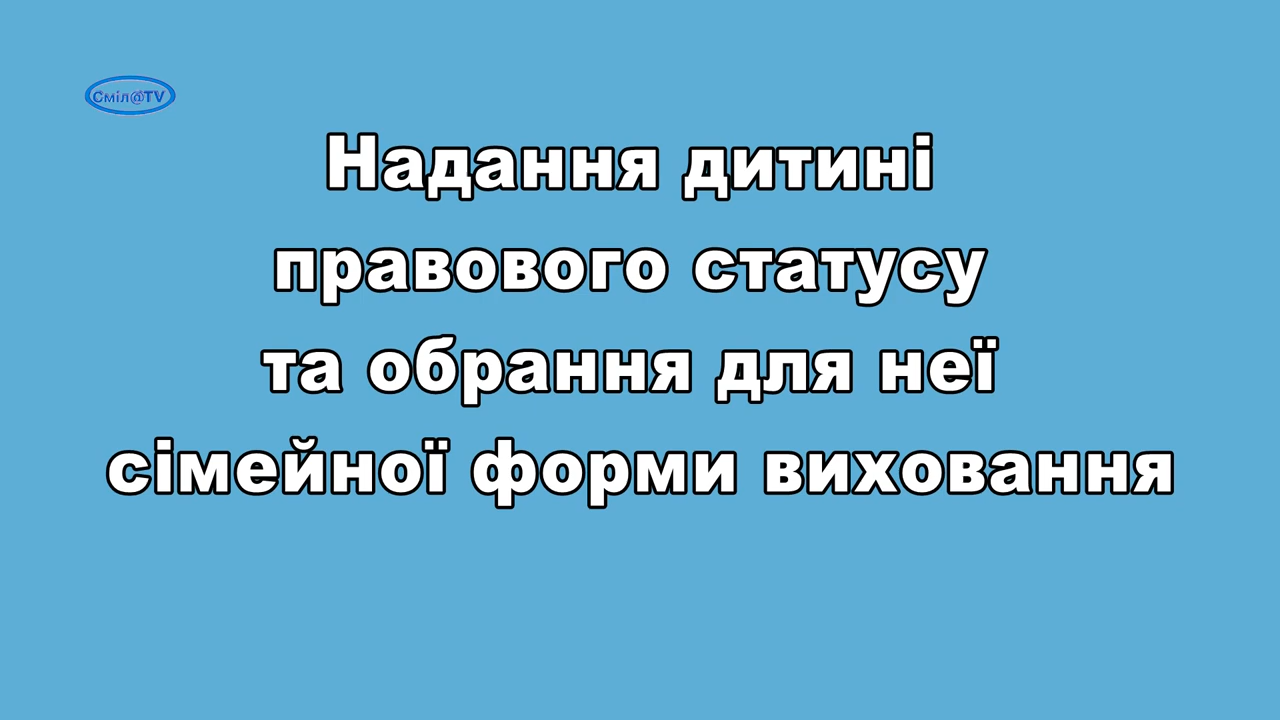 Сміл@TV
Надання дитині
правового статусу
та обрання для неї
сімейної форми виховання